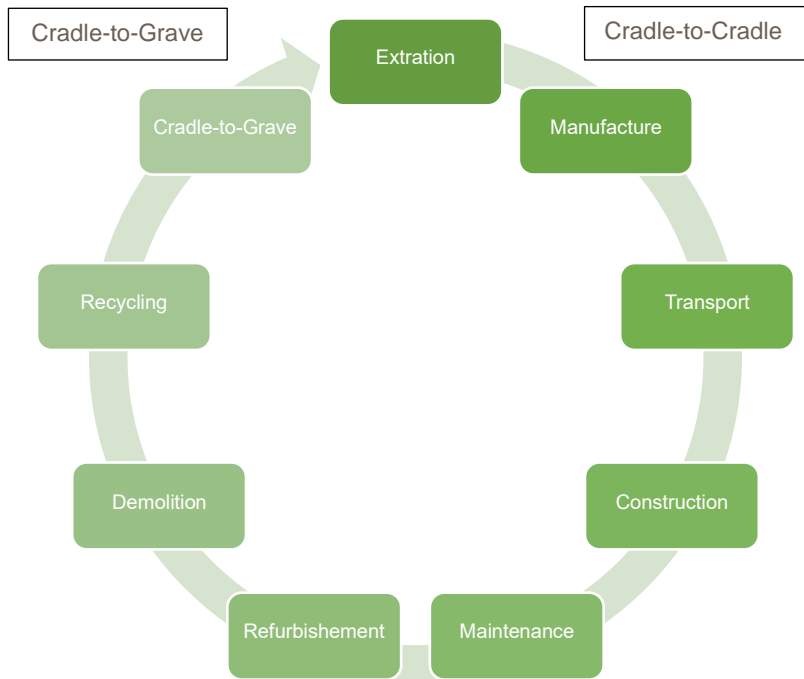 Cradle-to-Grave
Cradle-to-Cradle
Extration
Manufacture
Transport
Construction
Maintenance
Refurbishement
Demolition
Recycling
Cradle-to-Grave